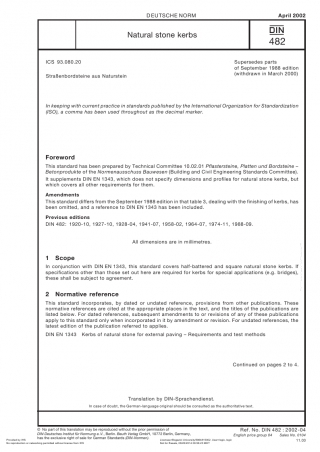 DEUTSCHE NORM
April 2002
Natural stone kerbs
DIN
482
ICS 93.080.20
Supersedes parts
of September 1988 edition
(withdrawn in March 2000)
Straßenbordsteine aus Naturstein
In keeping with current practice in standards published by the International Organization for Standardization
(ISO), a comma has been used throughout as the decimal marker.
Foreword
This standard has been prepared by Technical Committee 10.02.01 Pflastersteine, Platten und Bordsteine –
Betonprodukte of the Normenausschuss Bauwesen (Building and Civil Engineering Standards Committee).
It supplements DIN EN 1343, which does not specify dimensions and profiles for natural stone kerbs, but
which covers all other requirements for them.
Amendments
This standard differs from the September 1988 edition in that table 3, dealing with the finishing of kerbs, has
been omitted, and a reference to DIN EN 1343 has been included.
Previous editions
DIN 482: 1920-10, 1927-10, 1928-04, 1941-07, 1958-02, 1964-07, 1974-11, 1988-09.
All dimensions are in millimetres.
1 Scope
In conjunction with DIN EN 1343, this standard covers half-battered and square natural stone kerbs. If
specifications other than those set out here are required for kerbs for special applications (e.g. bridges),
these shall be subject to agreement.
2 Normative reference
This standard incorporates, by dated or undated reference, provisions from other publications. These
normative references are cited at the appropriate places in the text, and the titles of the publications are
listed below. For dated references, subsequent amendments to or revisions of any of these publications
apply to this standard only when incorporated in it by amendment or revision. For undated references, the
latest edition of the publication referred to applies.
DIN EN 1343 Kerbs of natural stone for external paving – Requirements and test methods
Continued on pages 2 to 4.
Translation by DIN-Sprachendienst.
In case of doubt, the German-language original should be consulted as the authoritative text.
© No part of this translation may be reproduced without the prior permission of
DIN Deutsches Institut für Normung e.V., Berlin. Beuth Verlag GmbH, 10772 Berlin, Germany,
has the exclusive right of sale for German Standards (DIN-Normen).
Ref. No. DIN 482 : 2002-04
English price group 04 Sales No. 0104
11.02